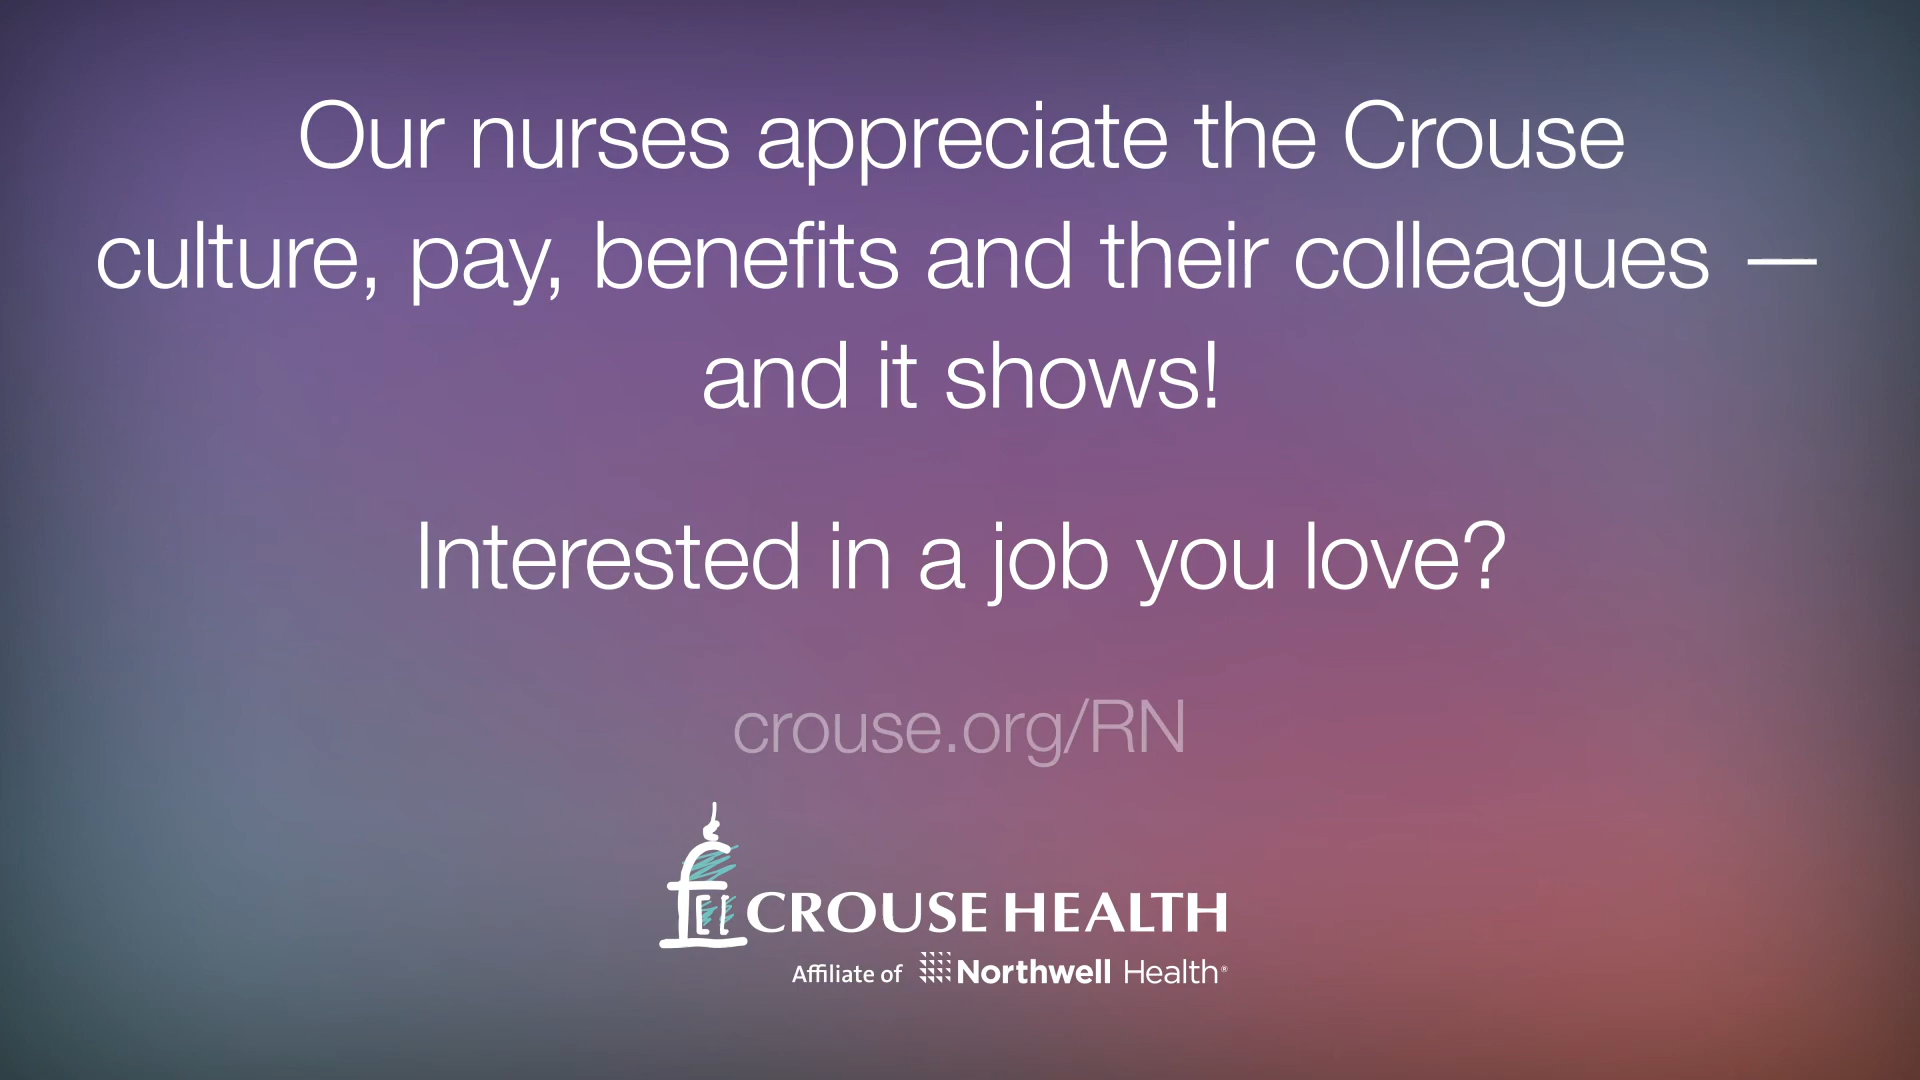 Our nurses appreciate the Crouse
culture, pay, benefits and their colleagues —
and it shows!
Interested in a job you love?
crouse.org/RN
CROUSE HEALTH
Affiliate of Northwell Health®